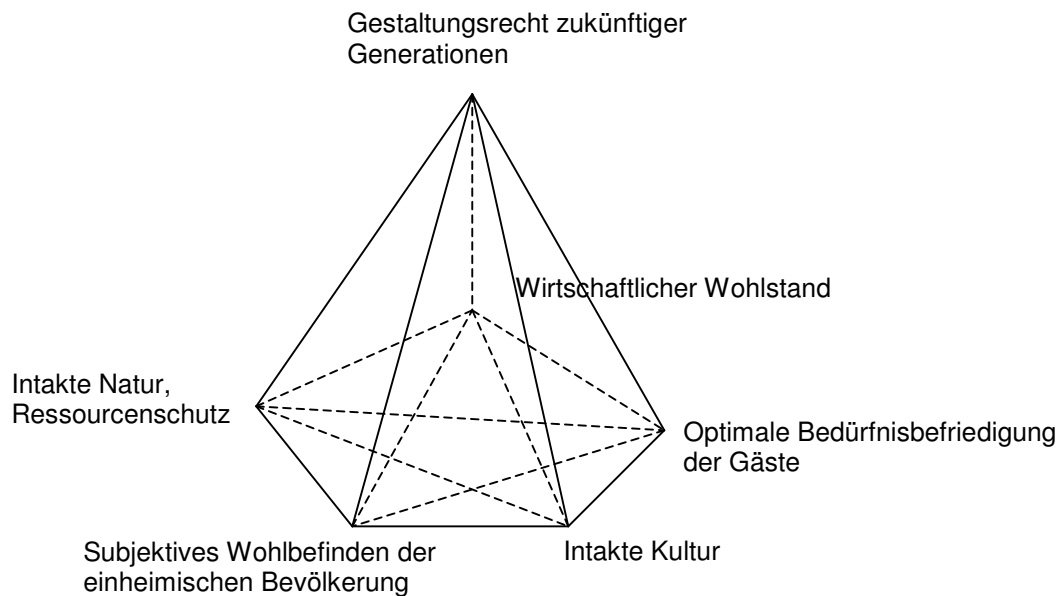 Gestaltungsrecht zukünftiger
Generationen
Wirtschaftlicher Wohlstand
Intakte Natur,
Ressourcenschutz
Optimale Bedürfnisbefriedigung
der Gäste
Subjektives Wohlbefinden der
einheimischen Bevölkerung
Intakte Kultur